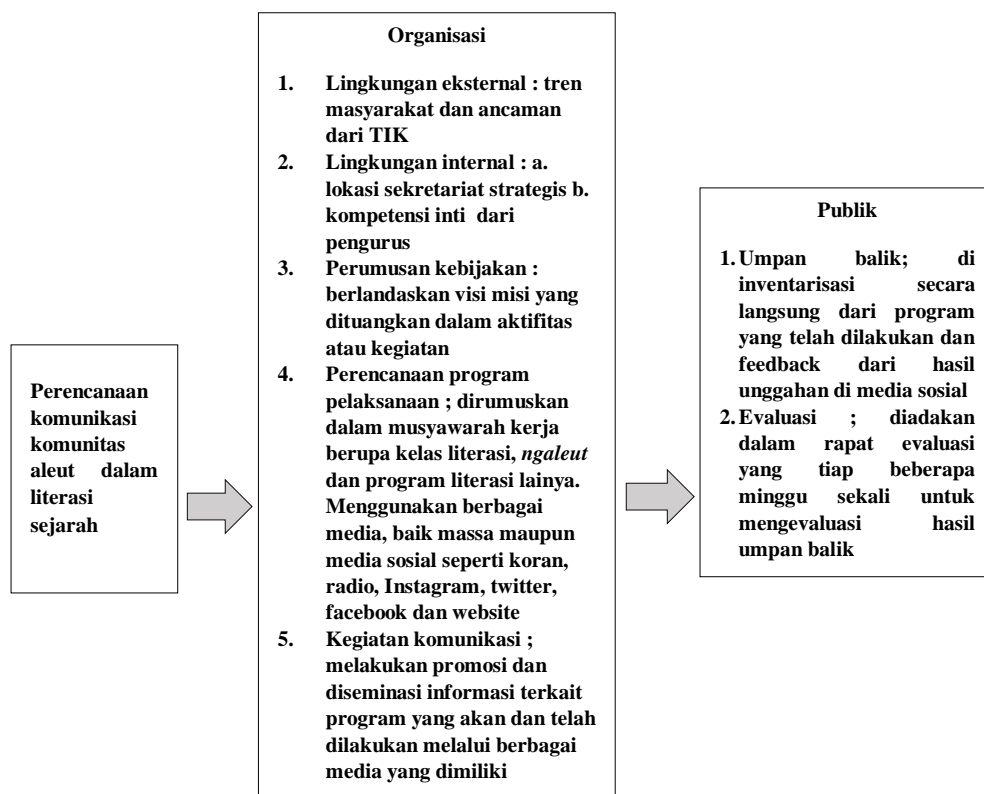 Perencanaan
komunikasi
komunitas
aleut dalam
literasi
sejarah
Organisasi
1. Lingkungan eksternal : tren
masyarakat dan ancaman
dari TIK
2. Lingkungan internal : a.
lokasi sekretariat strategis b.
kompetensi inti dari
pengurus
3. Perumusan kebijakan :
berlandaskan visi misi yang
dituangkan dalam aktifitas
atau kegiatan
4. Perencanaan program
pelaksanaan ; dirumuskan
dalam musyawarah kerja
berupa kelas literasi, ngaleut
dan program literasi lainya.
Menggunakan berbagai
media, baik massa maupun
media sosial seperti koran,
radio, Instagram, twitter,
facebook dan website
5. Kegiatan komunikasi ;
melakukan promosi dan
diseminasi informasi terkait
program yang akan dan telah
dilakukan melalui berbagai
media yang dimiliki
Publik
1. Umpan balik; di
inventarisasi secara
langsung dari program
yang telah dilakukan dan
feedback dari hasil
unggahan di media sosial
2. Evaluasi ; diadakan
dalam rapat evaluasi
yang tiap beberapa
minggu sekali untuk
mengevaluasi hasil
umpan balik